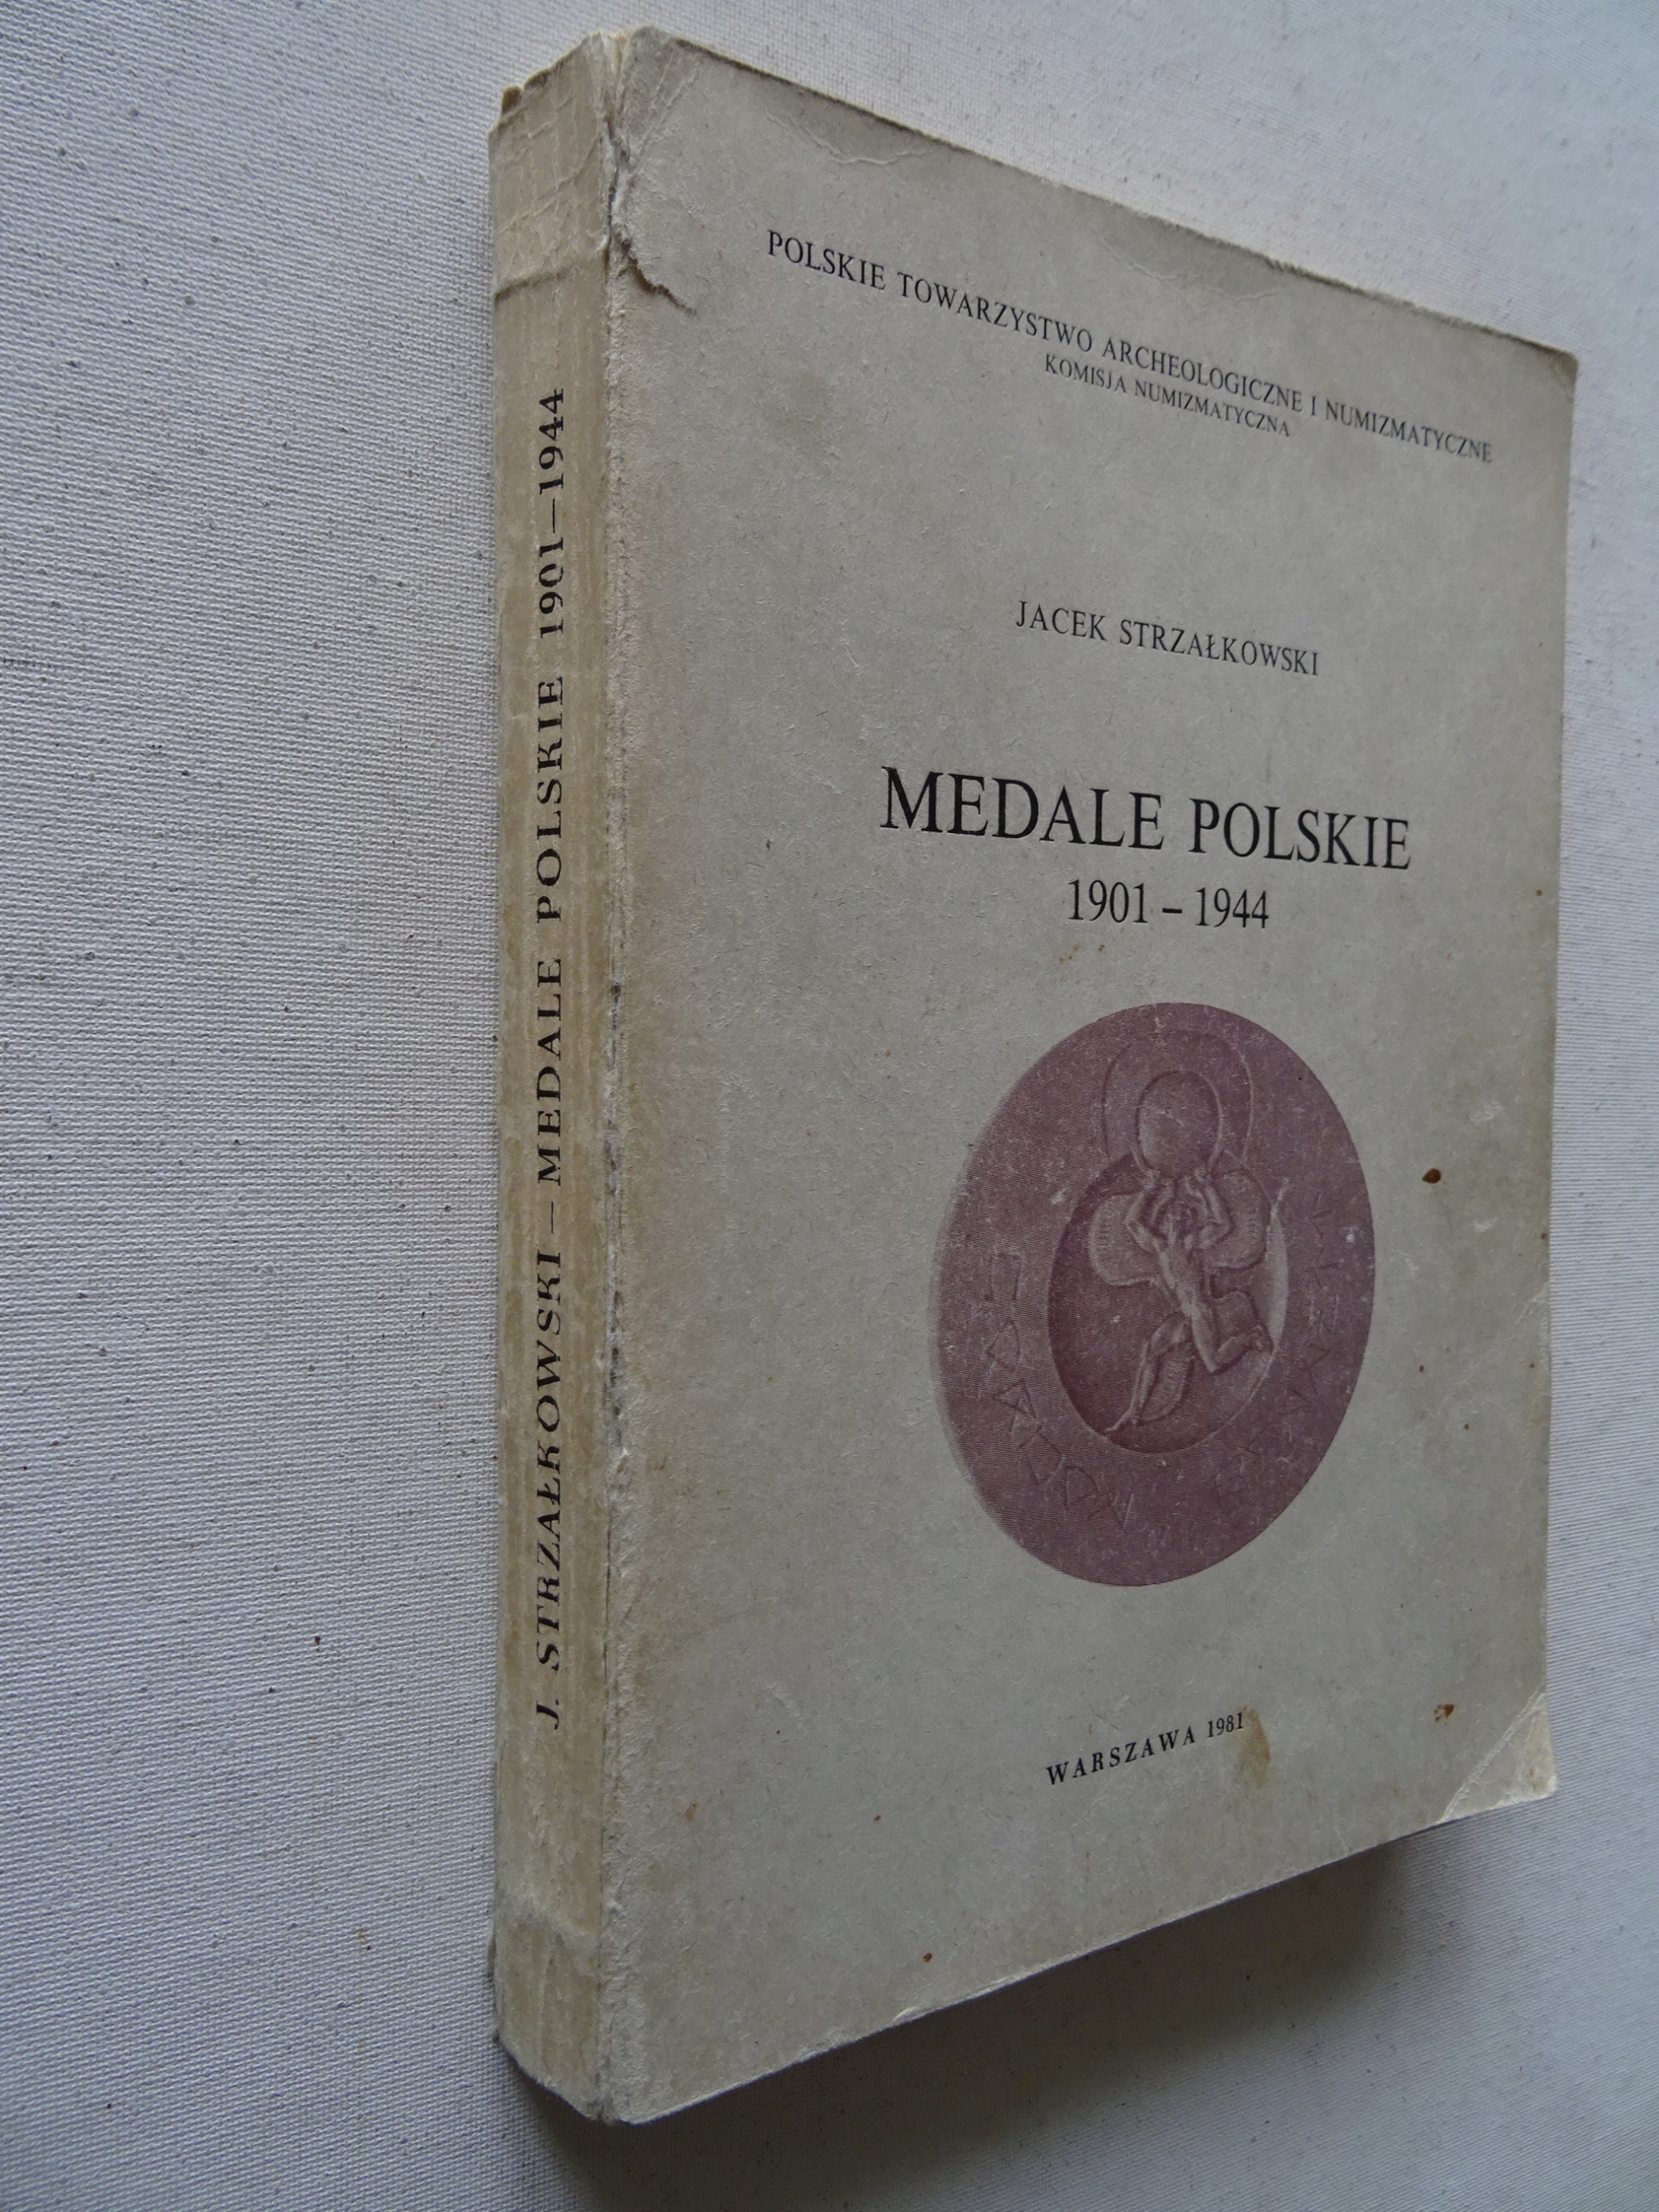 J. STRZAŁKOWSKI — MEDALE POLSKIE 1901—1944
POLSKIE TOWARZYSTWO ARCHEOLOGICZNE I NUMIZMATYCZNE
KOMISJA NUMIZMATYCZNA
JACEK STRZAŁKOWSKI
MEDALE POLSKIE
1901 – 1944
WARSZAWA 1981